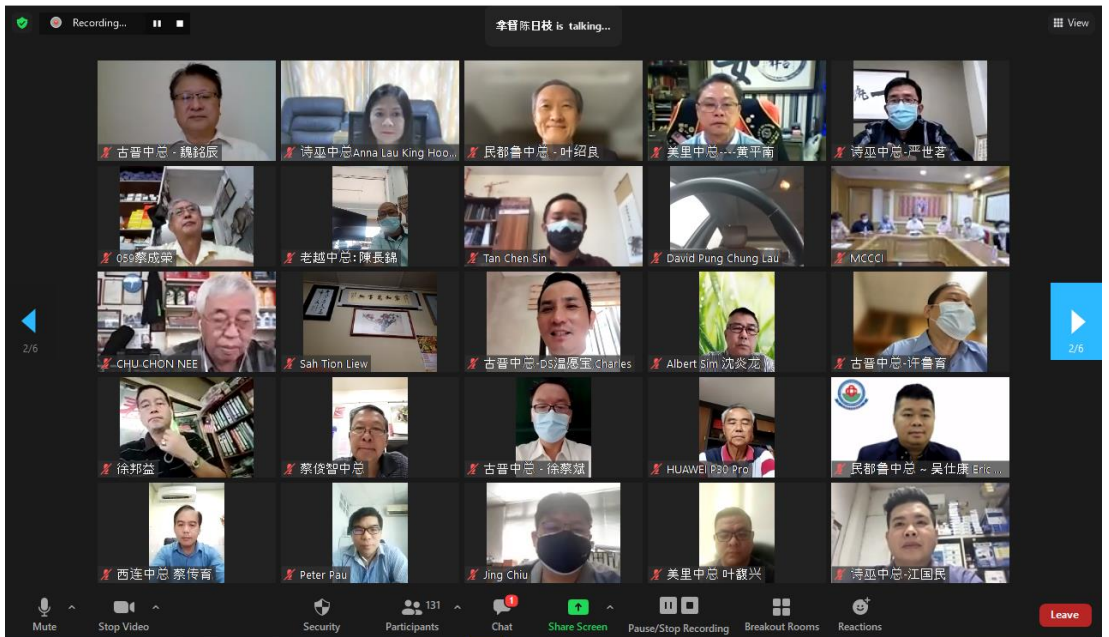 Recording...
拿督陈日枝 is talking...
View
古晋中总 - 魏銘辰
诗巫中总Anna Lau King Hoo...
民都鲁中总 - 叶绍良
美里中总----黄平南
诗巫中总-严世茗
059蔡成荣
老越中总: 陳長錦
Tan Chen Sin
David Pung Chung Lau
MCCCI
CHU CHON NEE
Sah Tion Liew
古晋中总-DS温愿宝 Charles
Albert Sim 沈炎龙
古晋中总-许鲁育
2/6
2/6
徐邦益
蔡俊智中总
古晋中总 - 徐蔡斌
HUAWEI P30 Pro
民都鲁中总 ~ 吴仕康 Eric ...
西连中总 蔡传育
Peter Pau
Jing Chiu
美里中总 叶馥兴
诗巫中总-江国民
Mute
Stop Video
Security
131
Participants
1
Chat
Share Screen
Pause/Stop Recording
Breakout Rooms
Reactions
Leave